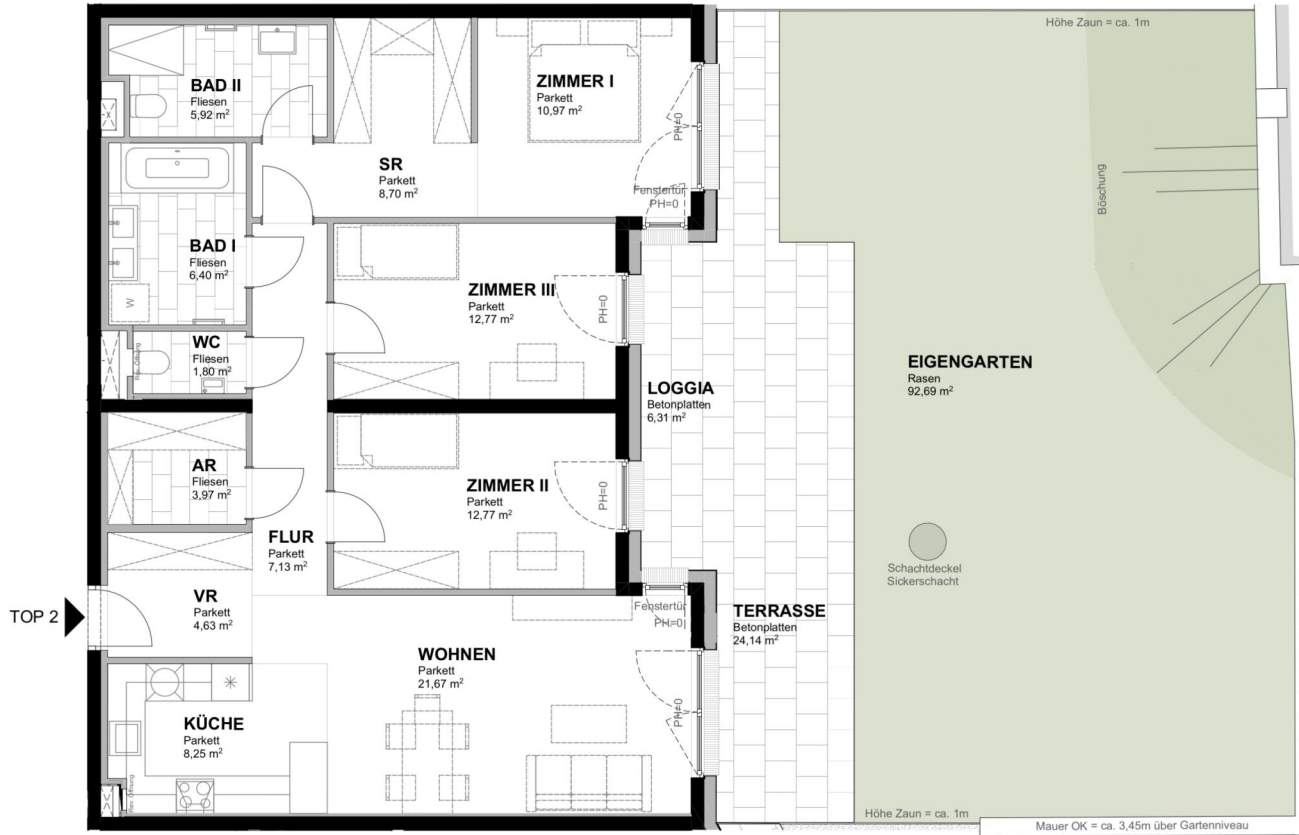 Höhe Zaun = ca. 1m
BAD II
Fliesen
5,92 m²
ZIMMER I
Parkett
10,97 m²
PH=0
SR
Parkett
8,70 m²
Fenstertür
PH=0
Böschung
BAD I
Fliesen
6,40 m²
W
ZIMMER III
Parkett
12,77 m²
PH=0
WC
Fliesen
1,80 m²
Rev. Öffnung
LOGGIA
Betonplatten
6,31 m²
EIGENGARTEN
Rasen
92,69 m²
AR
Fliesen
3,97 m²
ZIMMER II
Parkett
12,77 m²
PH=0
FLUR
Parkett
7,13 m²
Schachtdeckel
Sickerschacht
VR
Parkett
4,63 m²
TOP 2
Fenstertür
PH=0
TERRASSE
Betonplatten
24,14 m²
WOHNEN
Parkett
21,67 m²
PH=0
KÜCHE
Parkett
8,25 m²
Rev. Öffnung
Höhe Zaun = ca. 1m
Mauer OK = ca. 3,45m über Gartenniveau